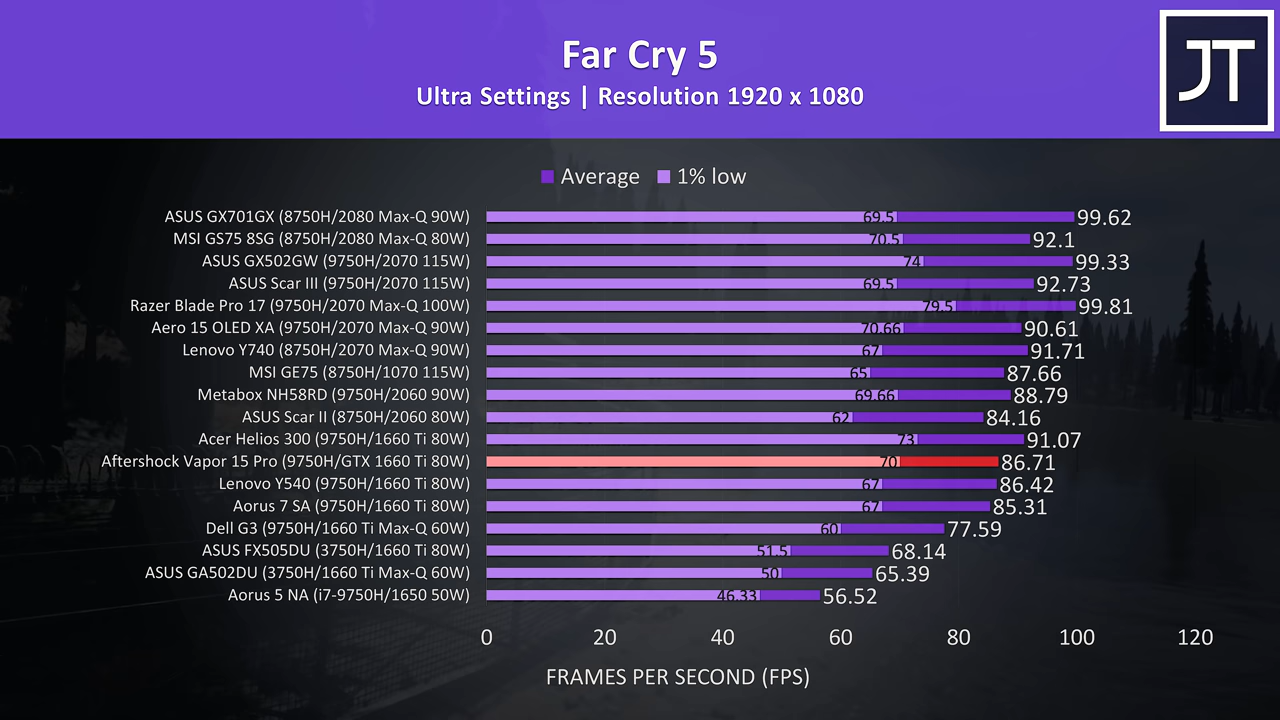 Far Cry 5
Ultra Settings | Resolution 1920 x 1080
JT
Average 1% low
ASUS GX701GX (8750H/2080 Max-Q 90W) 69.5 99.62
MSI GS75 8SG (8750H/2080 Max-Q 80W) 70.5 92.1
ASUS GX502GW (9750H/2070 115W) 74 99.33
ASUS Scar III (9750H/2070 115W) 69.5 92.73
Razer Blade Pro 17 (9750H/2070 Max-Q 100W) 79.5 99.81
Aero 15 OLED XA (9750H/2070 Max-Q 90W) 70.66 90.61
Lenovo Y740 (8750H/2070 Max-Q 90W) 67 91.71
MSI GE75 (8750H/1070 115W) 65 87.66
Metabox NH58RD (9750H/2060 90W) 69.66 88.79
ASUS Scar II (8750H/2060 80W) 62 84.16
Acer Helios 300 (9750H/1660 Ti 80W) 73 91.07
Aftershock Vapor 15 Pro (9750H/GTX 1660 Ti 80W) 70 86.71
Lenovo Y540 (9750H/1660 Ti 80W) 67 86.42
Aorus 7 SA (9750H/1660 Ti 80W) 67 85.31
Dell G3 (9750H/1660 Ti Max-Q 60W) 60 77.59
ASUS FX505DU (3750H/1660 Ti 80W) 51.5 68.14
ASUS GA502DU (3750H/1660 Ti Max-Q 60W) 50 65.39
Aorus 5 NA (i7-9750H/1650 50W) 46.33 56.52
0 20 40 60 80 100 120
FRAMES PER SECOND (FPS)